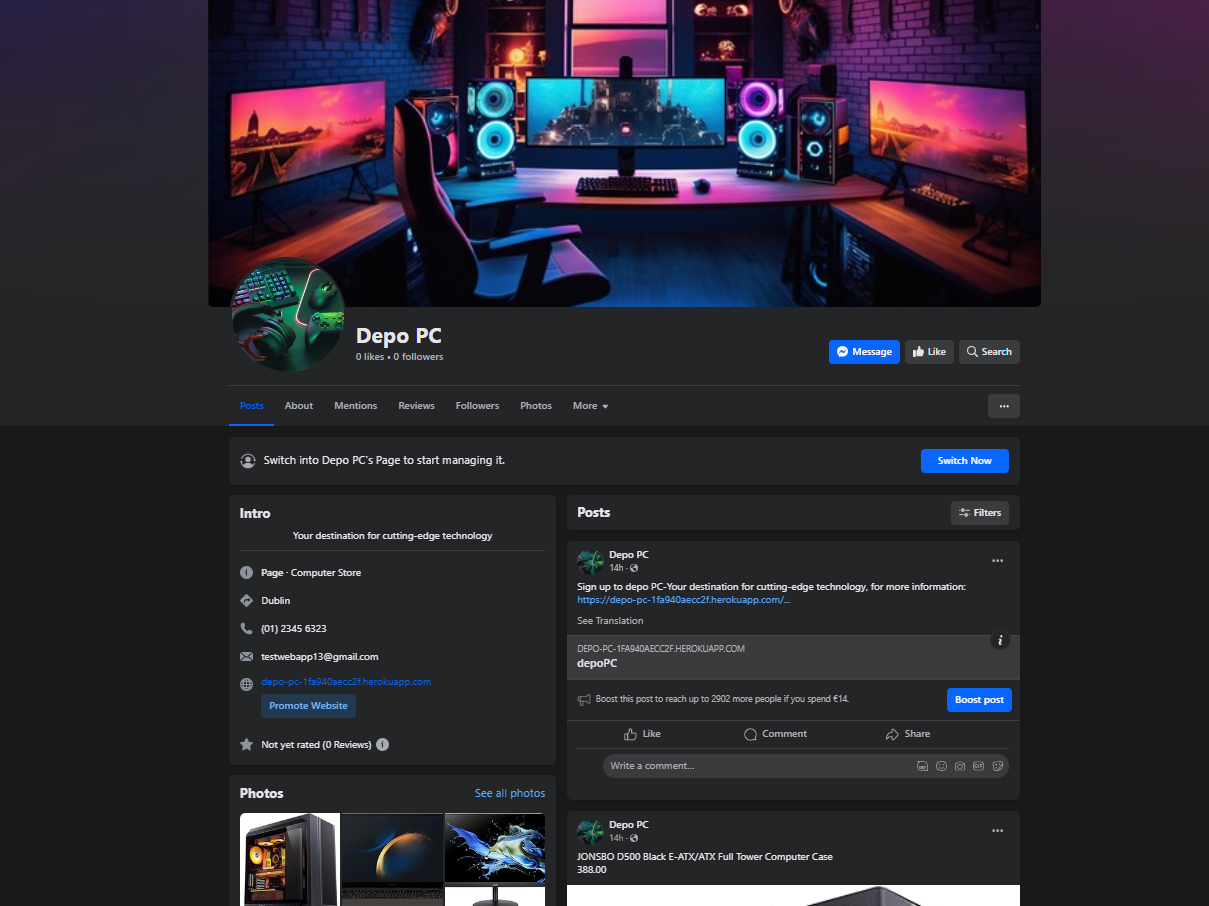 Depo PC
0 likes • 0 followers
Message
Like
Search
Posts
About
Mentions
Reviews
Followers
Photos
More
Switch into Depo PC's Page to start managing it.
Switch Now
Intro
Your destination for cutting-edge technology
Page · Computer Store
Dublin
(01) 2345 6323
testwebapp13@gmail.com
depo-pc-1fa940aecc2f.herokuapp.com
Promote Website
Not yet rated (0 Reviews)
Photos
See all photos
Posts
Filters
Depo PC
14h ·
Sign up to depo PC-Your destination for cutting-edge technology, for more information:
https://depo-pc-1fa940aecc2f.herokuapp.com/...
See Translation
DEPO-PC-1FA940AECC2F.HEROKUAPP.COM
depoPC
Boost this post to reach up to 2902 more people if you spend €14.
Boost post
Like
Comment
Share
Write a comment...
Depo PC
14h ·
JONSBO D500 Black E-ATX/ATX Full Tower Computer Case
388.00